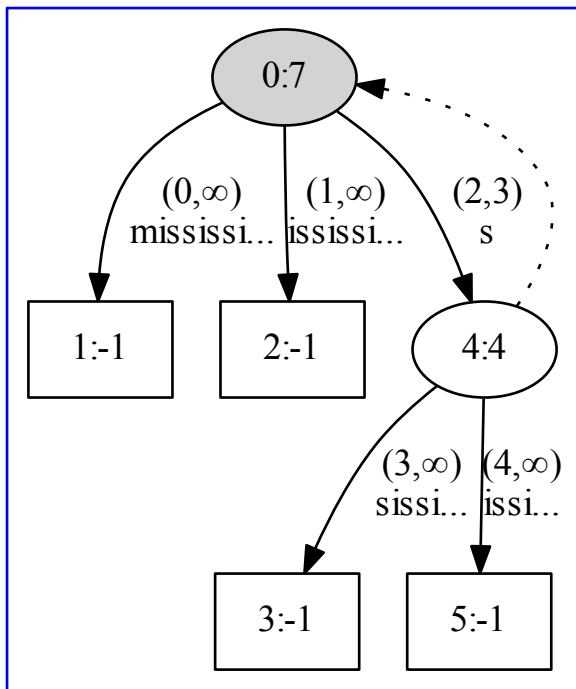 0:7
(0,∞) (1,∞) (2,3)
mississi... ississi... s
1:-1 2:-1 4:4
(3,∞) (4,∞)
sissi... issi...
3:-1 5:-1